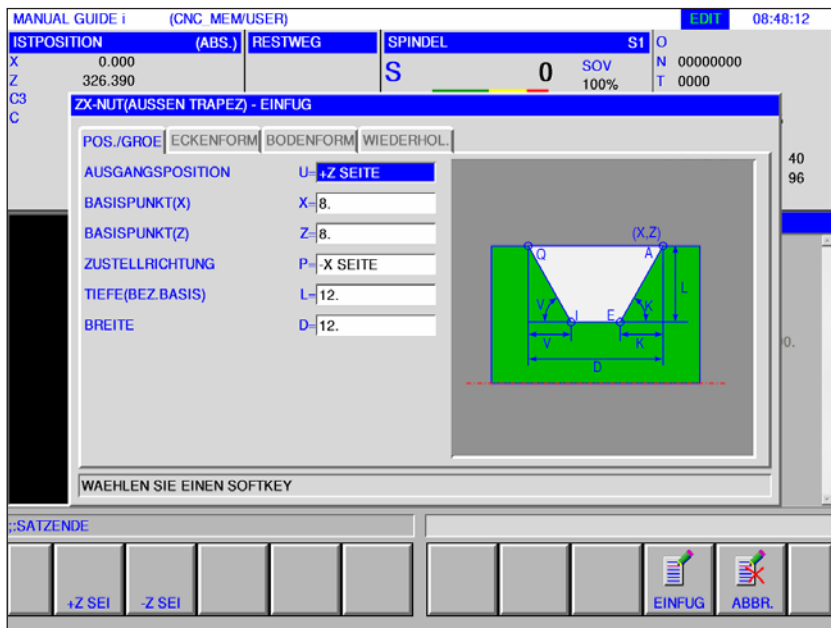 MANUAL GUIDE i (CNC_MEM/USER) EDIT 08:48:12
ISTPOSITION (ABS.) RESTWEG SPINDEL S1 O
X 0.000 S 0 SOV N 00000000
Z 326.390 100% T 0000
C3
C
ZX-NUT(AUSSEN TRAPEZ) - EINFUG
POS./GROE ECKENFORM BODENFORM WIEDERHOL.
AUSGANGSPOSITION U= +Z SEITE
BASISPUNKT(X) X= 8.
BASISPUNKT(Z) Z= 8.
ZUSTELLRICHTUNG P= -X SEITE
TIEFE(BEZ.BASIS) L= 12.
BREITE D= 12.
(X,Z)
Q A
L
V I E K
V K
D
40
96
0.
WAEHLEN SIE EINEN SOFTKEY
;:SATZENDE
+Z SEI -Z SEI EINFUG ABBR.